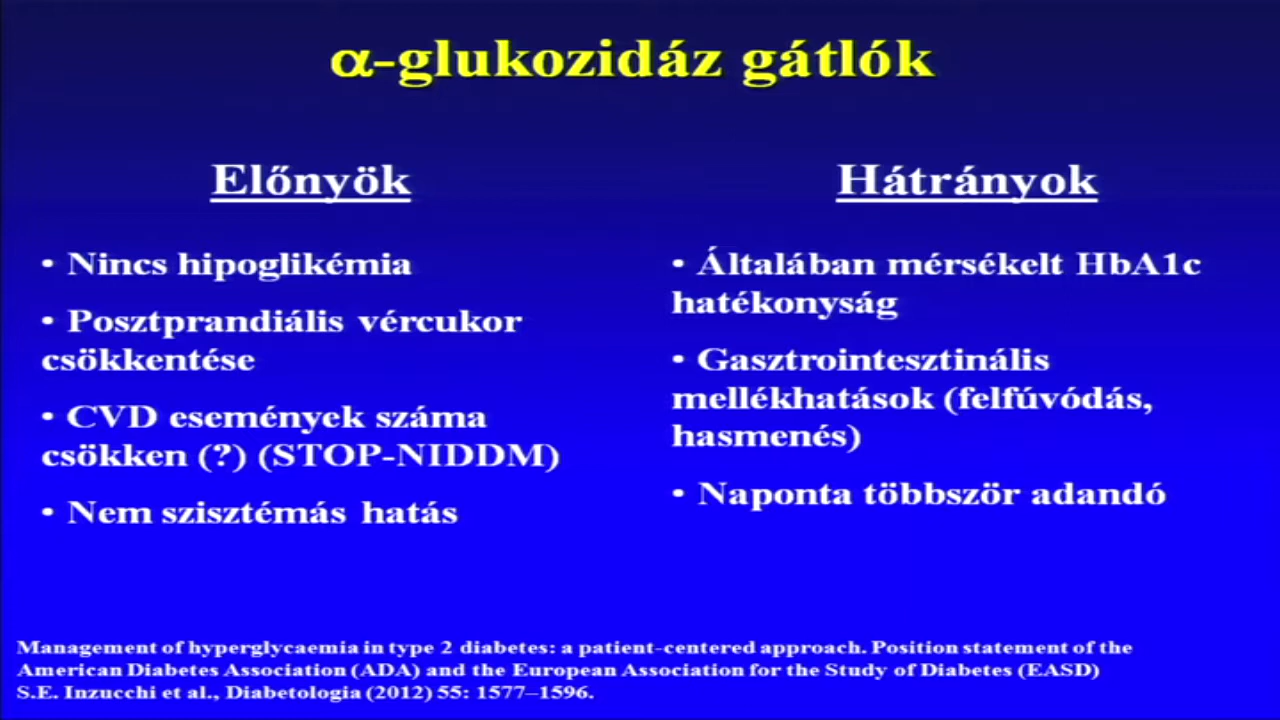 α-glukozidáz gátlók
Előnyök
• Nincs hipoglikémia
• Posztprandiális vércukor
csökkentése
• CVD események száma
csökken (?) (STOP-NIDDM)
• Nem szisztémás hatás
Hátrányok
• Általában mérsékelt HbA1c
hatékonyság
• Gasztrointesztinális
mellékhatások (felfúvódás,
hasmenés)
• Naponta többször adandó
Management of hyperglycaemia in type 2 diabetes: a patient-centered approach. Position statement of the
American Diabetes Association (ADA) and the European Association for the Study of Diabetes (EASD)
S.E. Inzucchi et al., Diabetologia (2012) 55: 1577–1596.